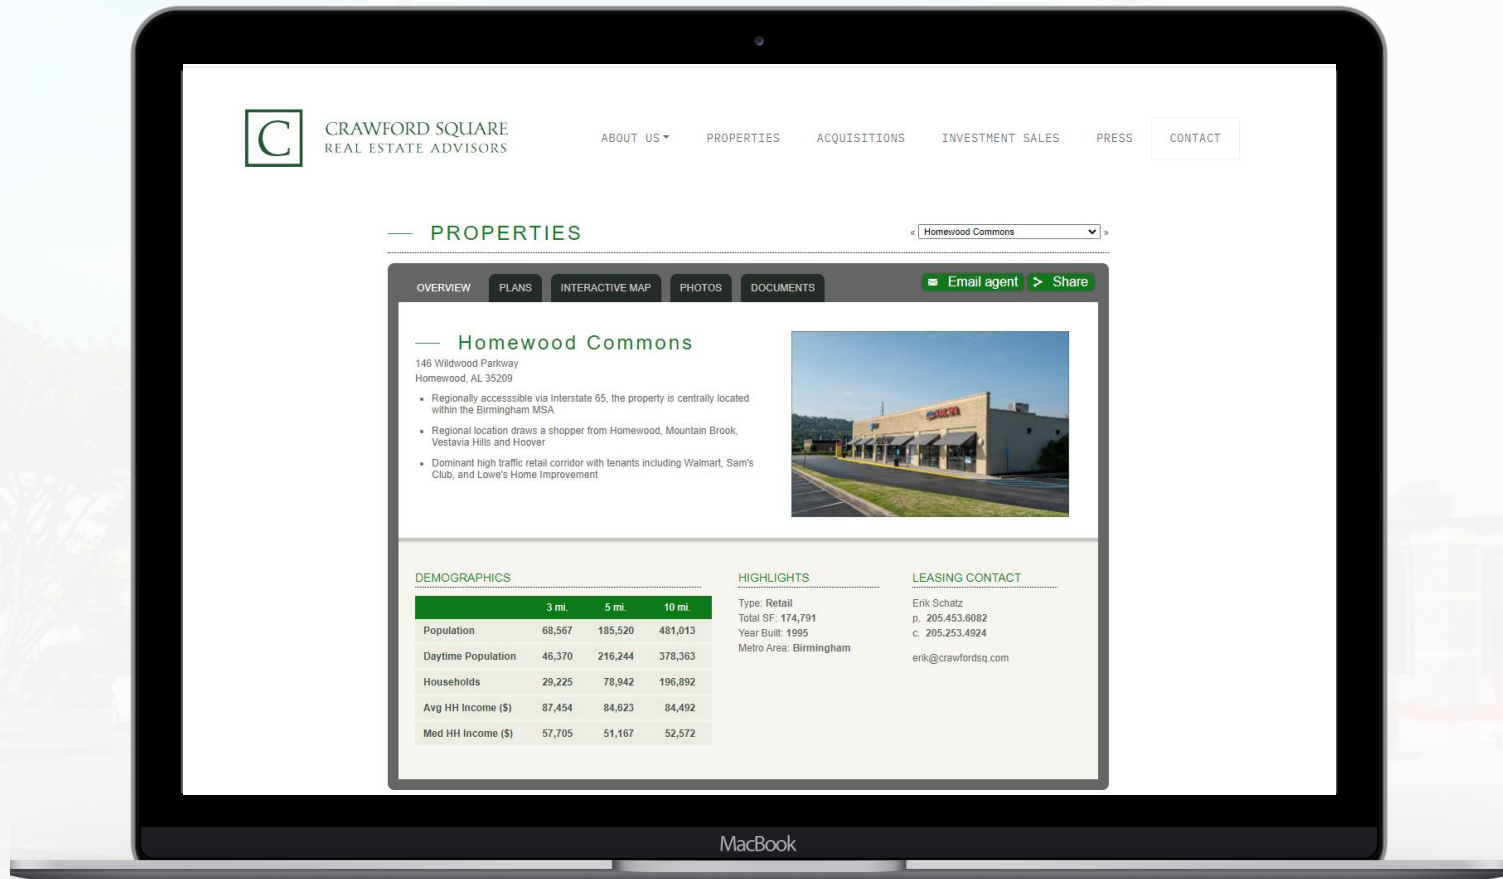 C
CRAWFORD SQUARE
REAL ESTATE ADVISORS
ABOUT US
PROPERTIES
ACQUISITIONS
INVESTMENT SALES
PRESS
CONTACT
PROPERTIES
« Homewood Commons »
OVERVIEW
PLANS
INTERACTIVE MAP
PHOTOS
DOCUMENTS
Email agent
Share
Homewood Commons
146 Wildwood Parkway
Homewood, AL 35209
• Regionally accesssible via Interstate 65, the property is centrally located
within the Birmingham MSA
• Regional location draws a shopper from Homewood, Mountain Brook,
Vestavia Hills and Hoover
• Dominant high traffic retail corridor with tenants including Walmart, Sam's
Club, and Lowe's Home Improvement
DEMOGRAPHICS
3 mi. 5 mi. 10 mi.
Population 68,567 185,520 481,013
Daytime Population 46,370 216,244 378,363
Households 29,225 78,942 196,892
Avg HH Income ($) 87,454 84,623 84,492
Med HH Income ($) 57,705 51,167 52,572
HIGHLIGHTS
Type: Retail
Total SF: 174,791
Year Built: 1995
Metro Area: Birmingham
LEASING CONTACT
Erik Schatz
p. 205.453.6082
c. 205.253.4924
erik@crawfordsq.com
MacBook